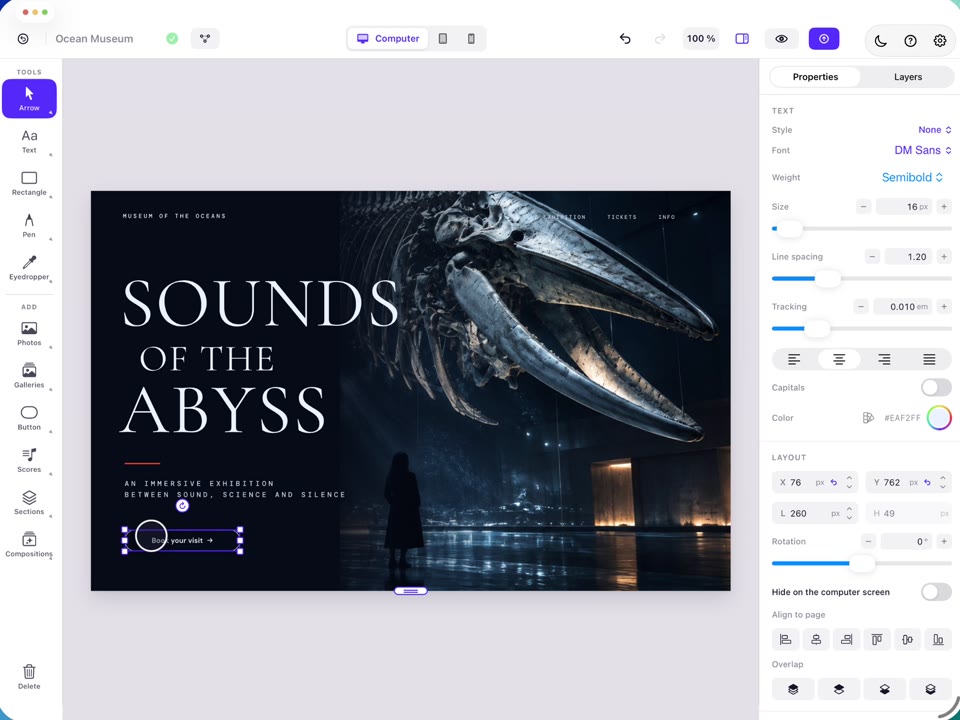 Ocean Museum
Computer
100 %
TOOLS
Arrow
Aa
Text
Rectangle
Pen
Eyedropper
ADD
Photos
Galleries
Button
Scores
Sections
Compositions
Delete
MUSEUM OF THE OCEANS
EXHIBITION TICKETS INFO
SOUNDS
OF THE
ABYSS
AN IMMERSIVE EXHIBITION
BETWEEN SOUND, SCIENCE AND SILENCE
Book your visit →
Properties Layers
TEXT
Style None
Font DM Sans
Weight Semibold
Size − 16 px +
Line spacing − 1.20 +
Tracking − 0.010 em +
Capitals
Color #EAF2FF
LAYOUT
X 76 px Y 762 px
L 260 px H 49 px
Rotation − 0 ° +
Hide on the computer screen
Align to page
Overlap